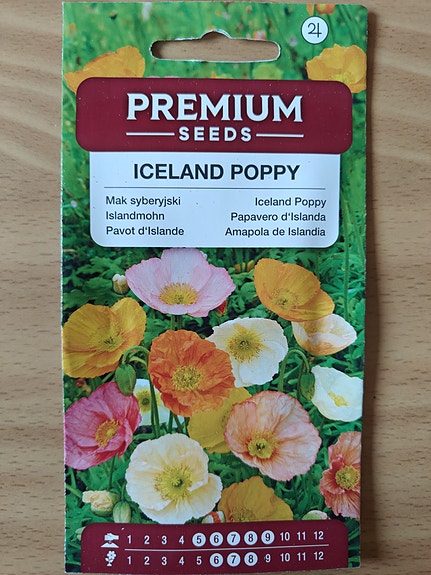 ♃
PREMIUM
SEEDS
ICELAND POPPY
Mak syberyjski Iceland Poppy
Islandmohn Papavero d'Islanda
Pavot d'Islande Amapola de Islandia
1 2 3 4 5 6 7 8 9 10 11 12
1 2 3 4 5 6 7 8 9 10 11 12